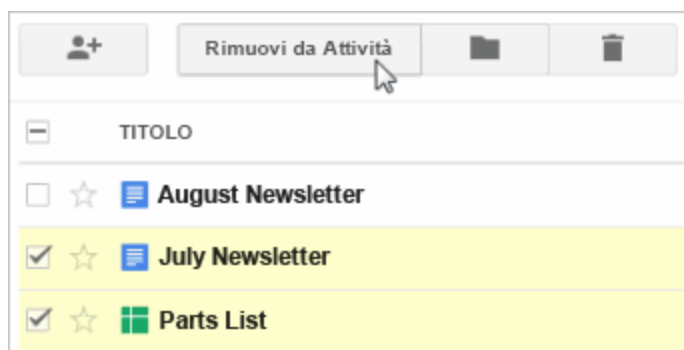 Rimuovi da Attività
TITOLO
August Newsletter
July Newsletter
Parts List